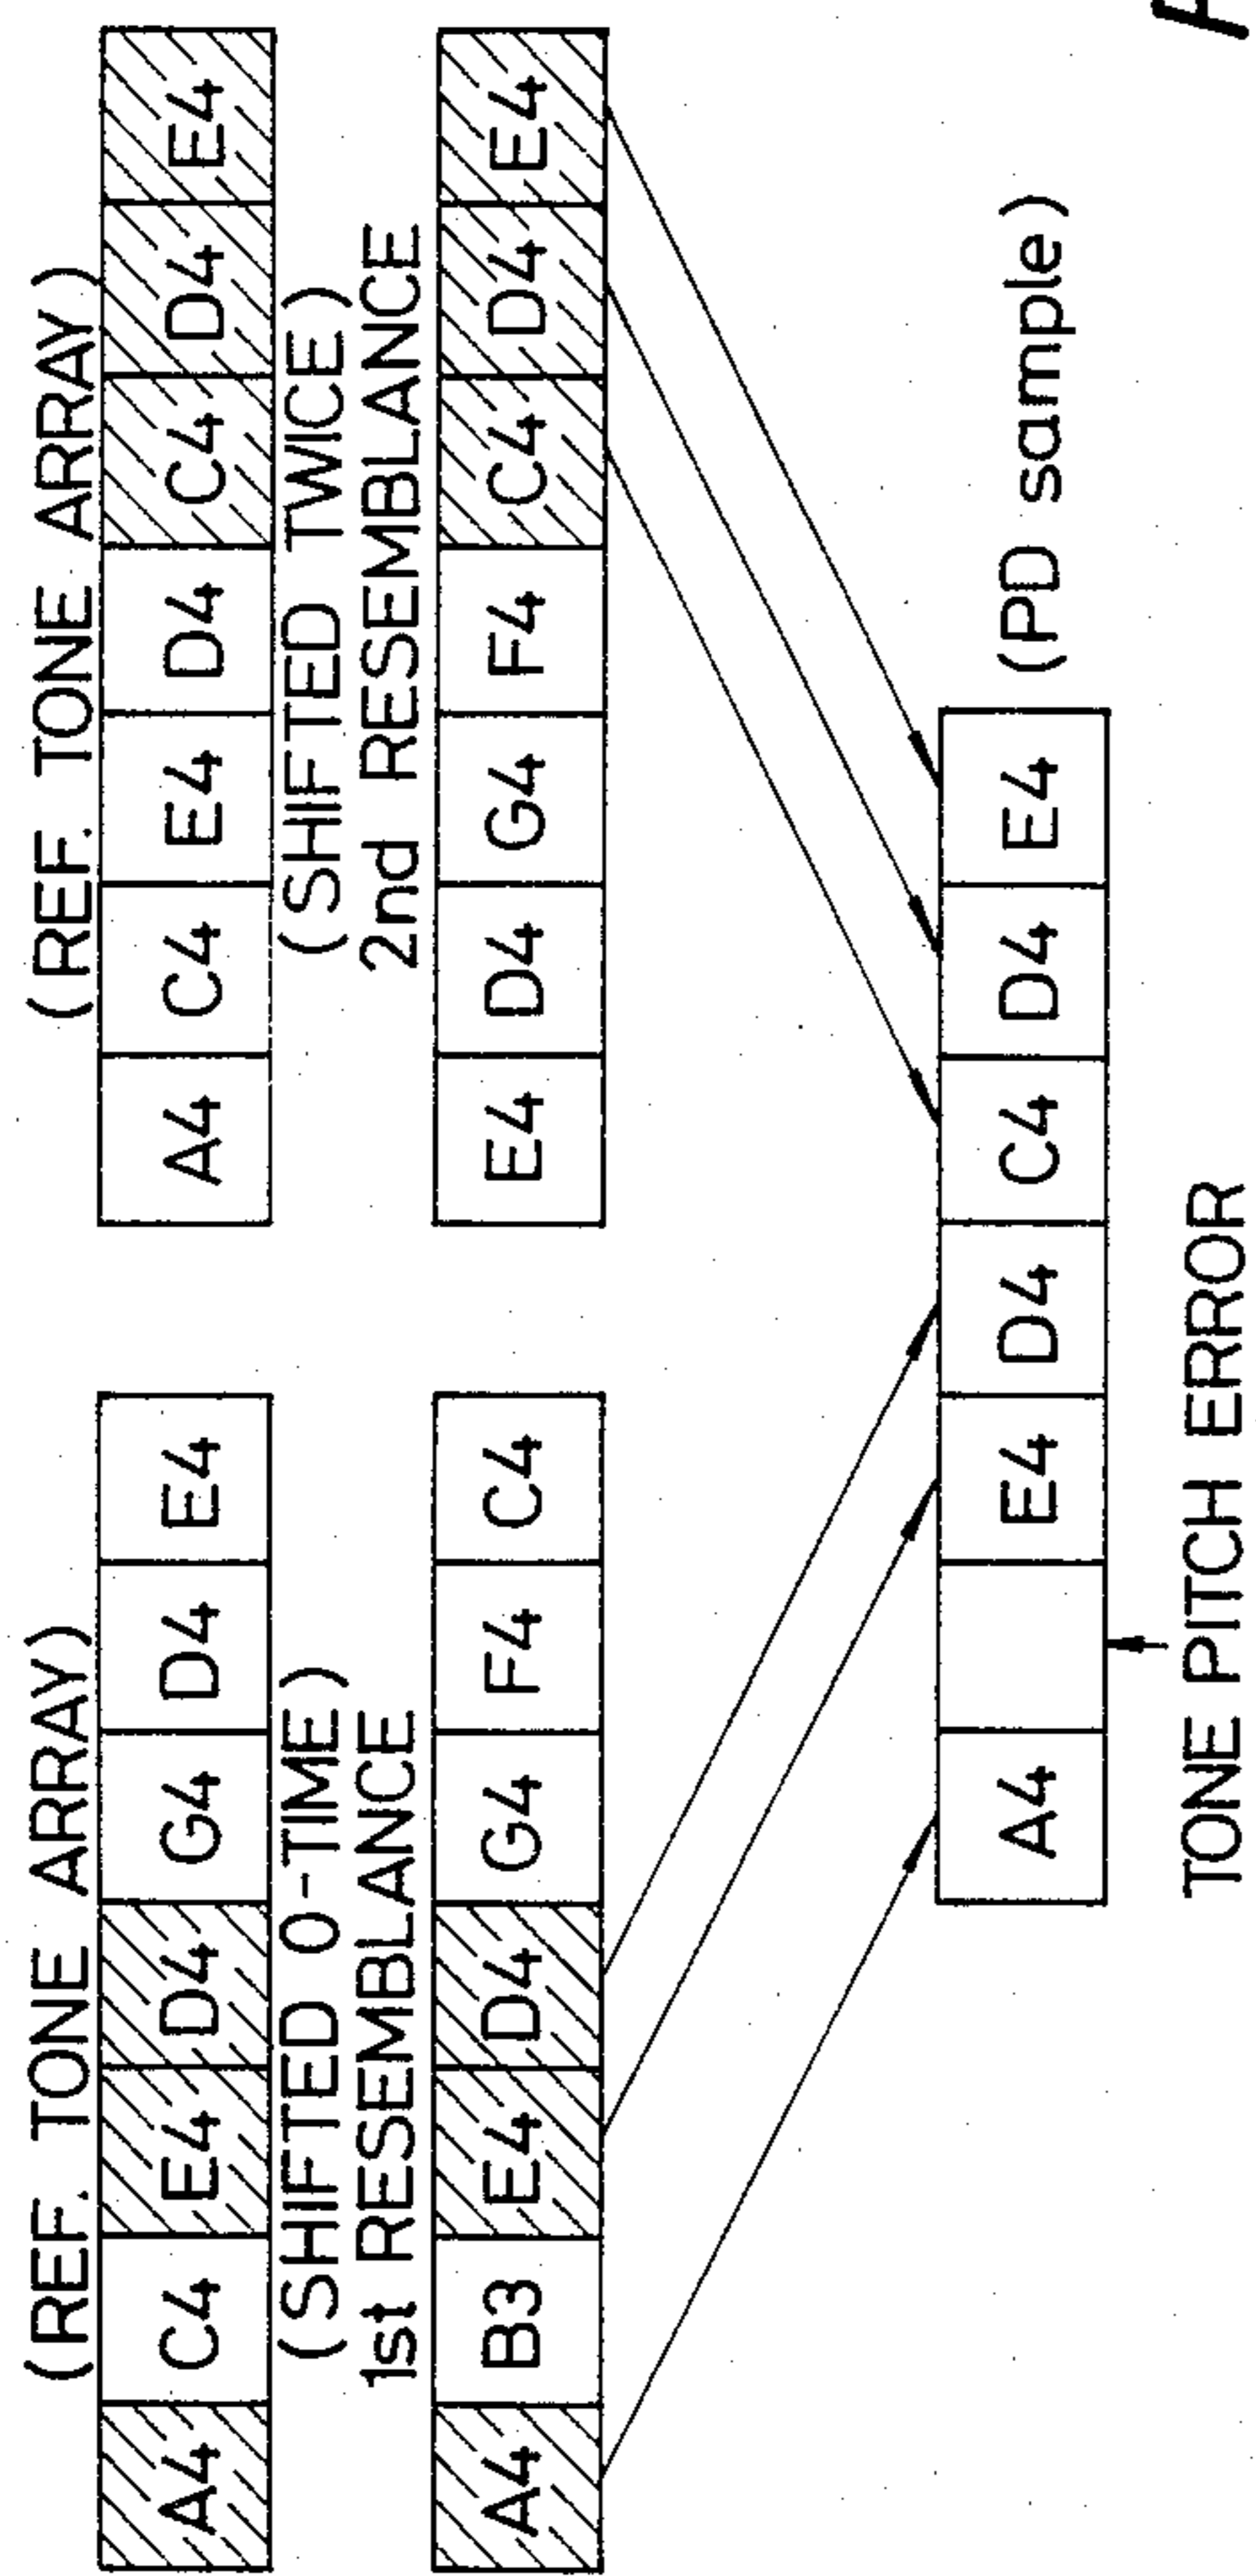 (REF. TONE ARRAY)
A4 C4 E4 D4 G4 D4 E4
(SHIFTED 0-TIME)
1st RESEMBLANCE
A4 B3 E4 D4 G4 F4 C4
(REF. TONE ARRAY)
A4 C4 E4 D4 C4 D4 E4
(SHIFTED TWICE)
2nd RESEMBLANCE
E4 D4 G4 F4 C4 D4 E4
A4 E4 D4 C4 D4 E4 (PD sample)
TONE PITCH ERROR